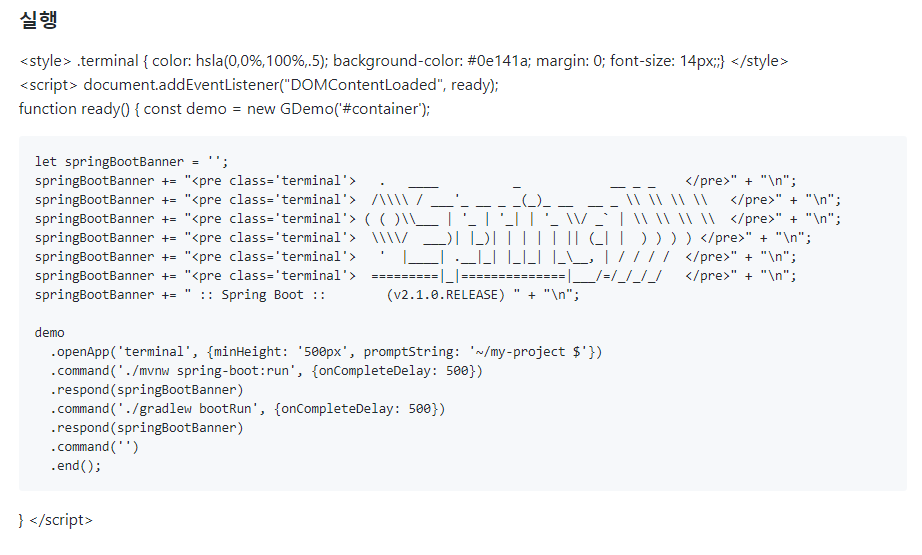 실행
<style> .terminal { color: hsla(0,0%,100%,.5); background-color: #0e141a; margin: 0; font-size: 14px;;} </style>
<script> document.addEventListener("DOMContentLoaded", ready);
function ready() { const demo = new GDemo('#container');
let springBootBanner = '';
springBootBanner += "<pre class='terminal'>   .   ____          _            __ _ _    </pre>" + "\n";
springBootBanner += "<pre class='terminal'>  /\\\\ / ___'_ __ _ _(_)_ __  __ _ \\ \\ \\ \\   </pre>" + "\n";
springBootBanner += "<pre class='terminal'> ( ( )\\___ | '_ | '_| | '_ \\/ _` | \\ \\ \\ \\  </pre>" + "\n";
springBootBanner += "<pre class='terminal'>  \\\\/  ___)| |_)| | | | | || (_| |  ) ) ) ) </pre>" + "\n";
springBootBanner += "<pre class='terminal'>   '  |____| .__|_| |_|_| |_\__, | / / / /  </pre>" + "\n";
springBootBanner += "<pre class='terminal'>  =========|_|==============|___/=/_/_/_/   </pre>" + "\n";
springBootBanner += " :: Spring Boot ::        (v2.1.0.RELEASE) " + "\n";
demo
  .openApp('terminal', {minHeight: '500px', promptString: '~/my-project $'})
  .command('./mvnw spring-boot:run', {onCompleteDelay: 500})
  .respond(springBootBanner)
  .command('./gradlew bootRun', {onCompleteDelay: 500})
  .respond(springBootBanner)
  .command('')
  .end();
} </script>